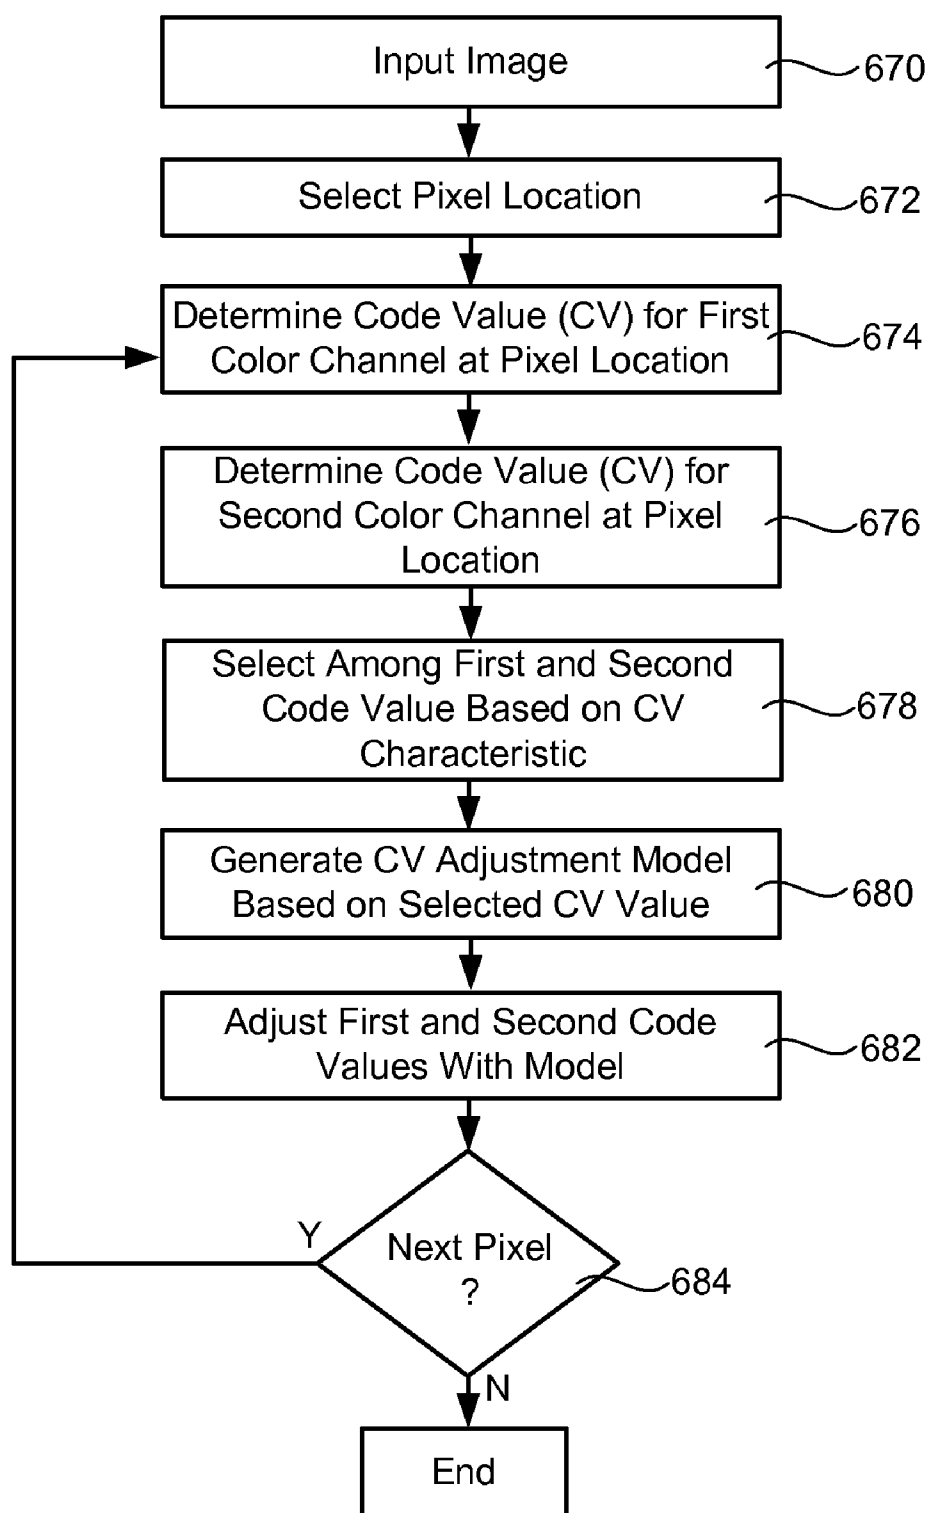 Input Image
670
Select Pixel Location
672
Determine Code Value (CV) for First
Color Channel at Pixel Location
674
Determine Code Value (CV) for
Second Color Channel at Pixel
Location
676
Select Among First and Second
Code Value Based on CV
Characteristic
678
Generate CV Adjustment Model
Based on Selected CV Value
680
Adjust First and Second Code
Values With Model
682
Y
Next Pixel
?
684
N
End